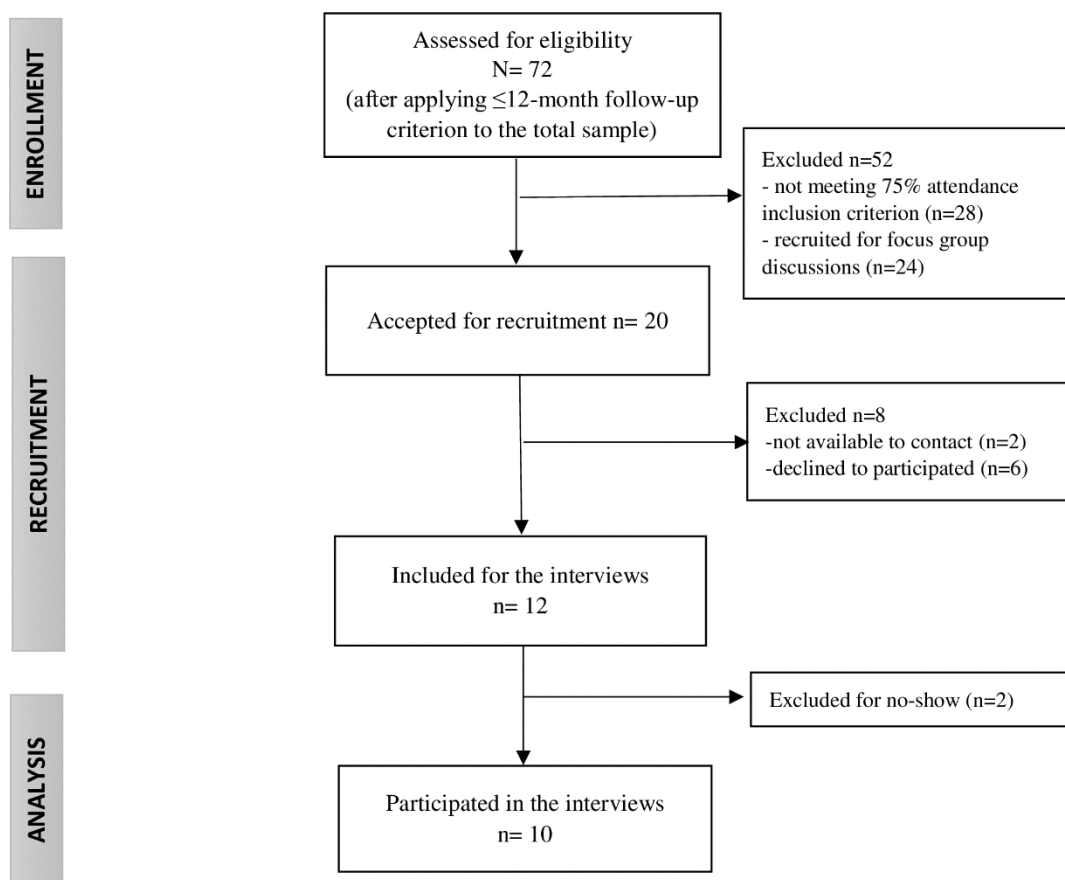 ENROLLMENT
Assessed for eligibility
N= 72
(after applying ≤12-month follow-up
criterion to the total sample)
Excluded n=52
- not meeting 75% attendance
inclusion criterion (n=28)
- recruited for focus group
discussions (n=24)
RECRUITMENT
Accepted for recruitment n= 20
Excluded n=8
-not available to contact (n=2)
-declined to participated (n=6)
Included for the interviews
n= 12
ANALYSIS
Excluded for no-show (n=2)
Participated in the interviews
n= 10